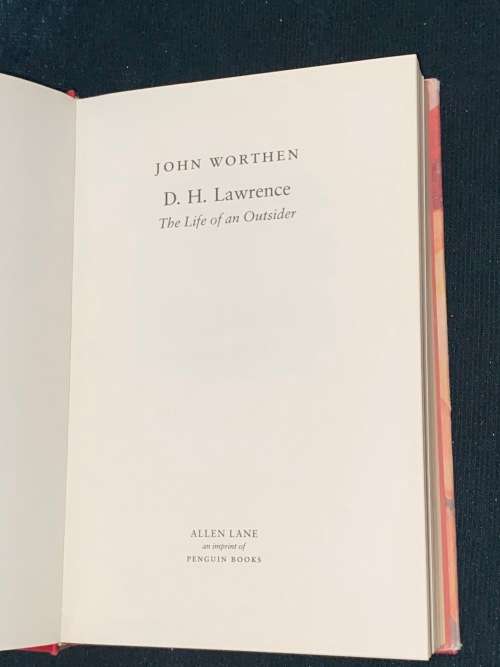 JOHN WORTHEN
D. H. Lawrence
The Life of an Outsider
ALLEN LANE
an imprint of
PENGUIN BOOKS